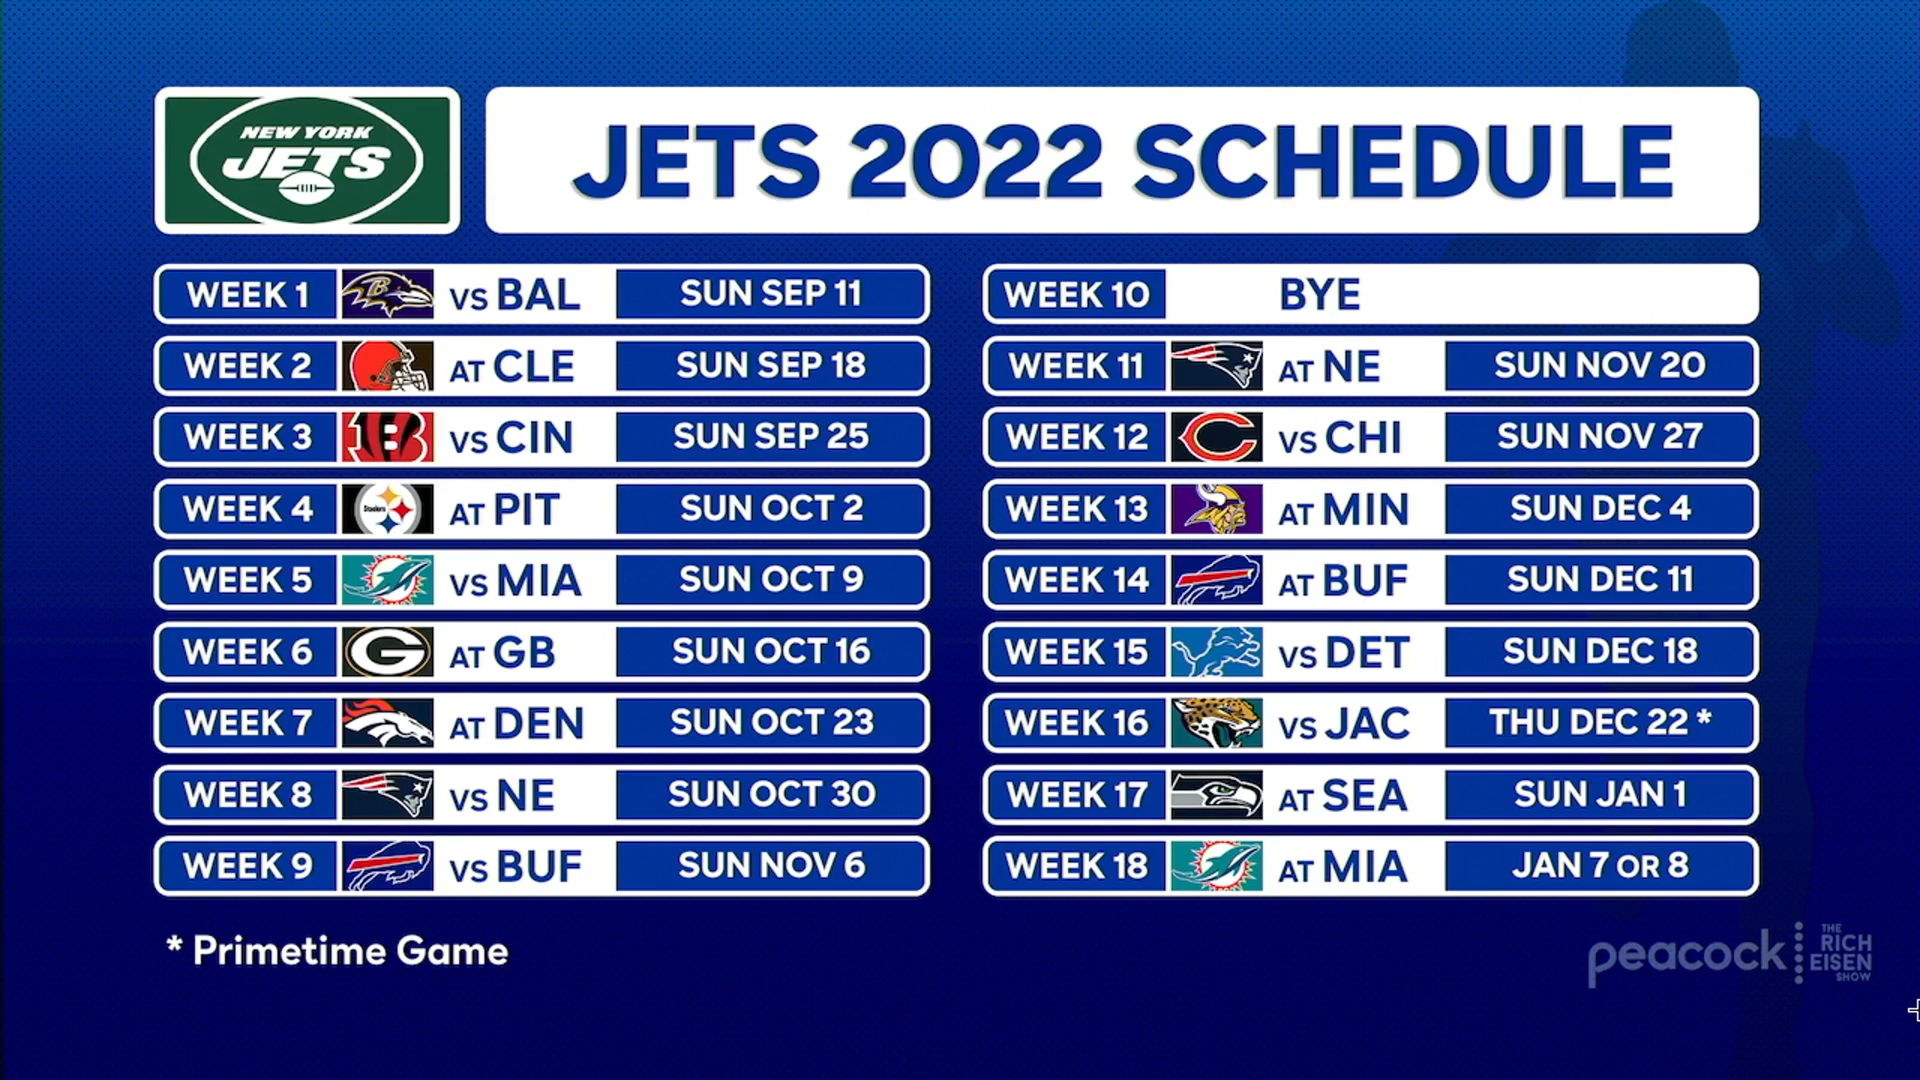 NEW YORK
JETS
JETS 2022 SCHEDULE
WEEK 1 VS BAL SUN SEP 11
WEEK 2 AT CLE SUN SEP 18
WEEK 3 VS CIN SUN SEP 25
WEEK 4 Steelers AT PIT SUN OCT 2
WEEK 5 VS MIA SUN OCT 9
WEEK 6 G AT GB SUN OCT 16
WEEK 7 AT DEN SUN OCT 23
WEEK 8 VS NE SUN OCT 30
WEEK 9 VS BUF SUN NOV 6
WEEK 10 BYE
WEEK 11 AT NE SUN NOV 20
WEEK 12 C VS CHI SUN NOV 27
WEEK 13 AT MIN SUN DEC 4
WEEK 14 AT BUF SUN DEC 11
WEEK 15 VS DET SUN DEC 18
WEEK 16 VS JAC THU DEC 22 *
WEEK 17 AT SEA SUN JAN 1
WEEK 18 AT MIA JAN 7 OR 8
* Primetime Game
peacock
THE
RICH
EISEN
SHOW